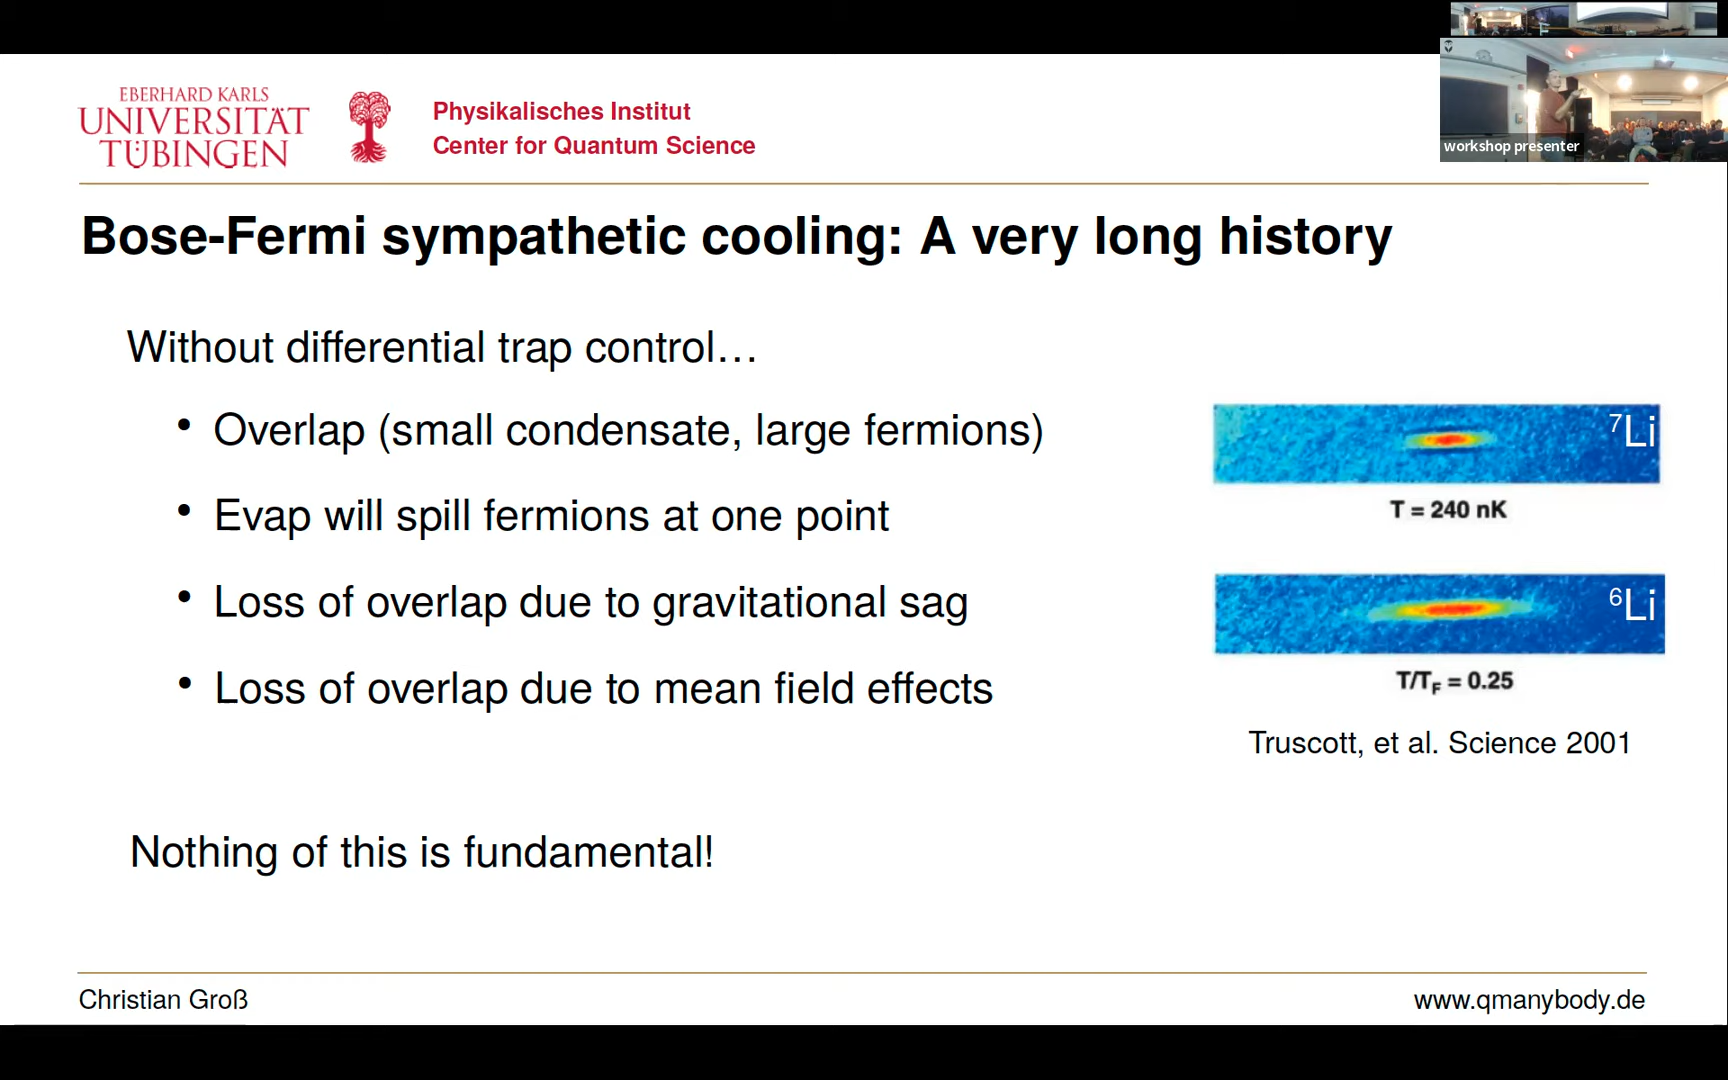 EBERHARD KARLS
UNIVERSITÄT
TÜBINGEN
Physikalisches Institut
Center for Quantum Science
workshop presenter
Bose-Fermi sympathetic cooling: A very long history
Without differential trap control…
• Overlap (small condensate, large fermions)
• Evap will spill fermions at one point
• Loss of overlap due to gravitational sag
• Loss of overlap due to mean field effects
⁷Li
T = 240 nK
⁶Li
T/T_F = 0.25
Truscott, et al. Science 2001
Nothing of this is fundamental!
Christian Groß
www.qmanybody.de